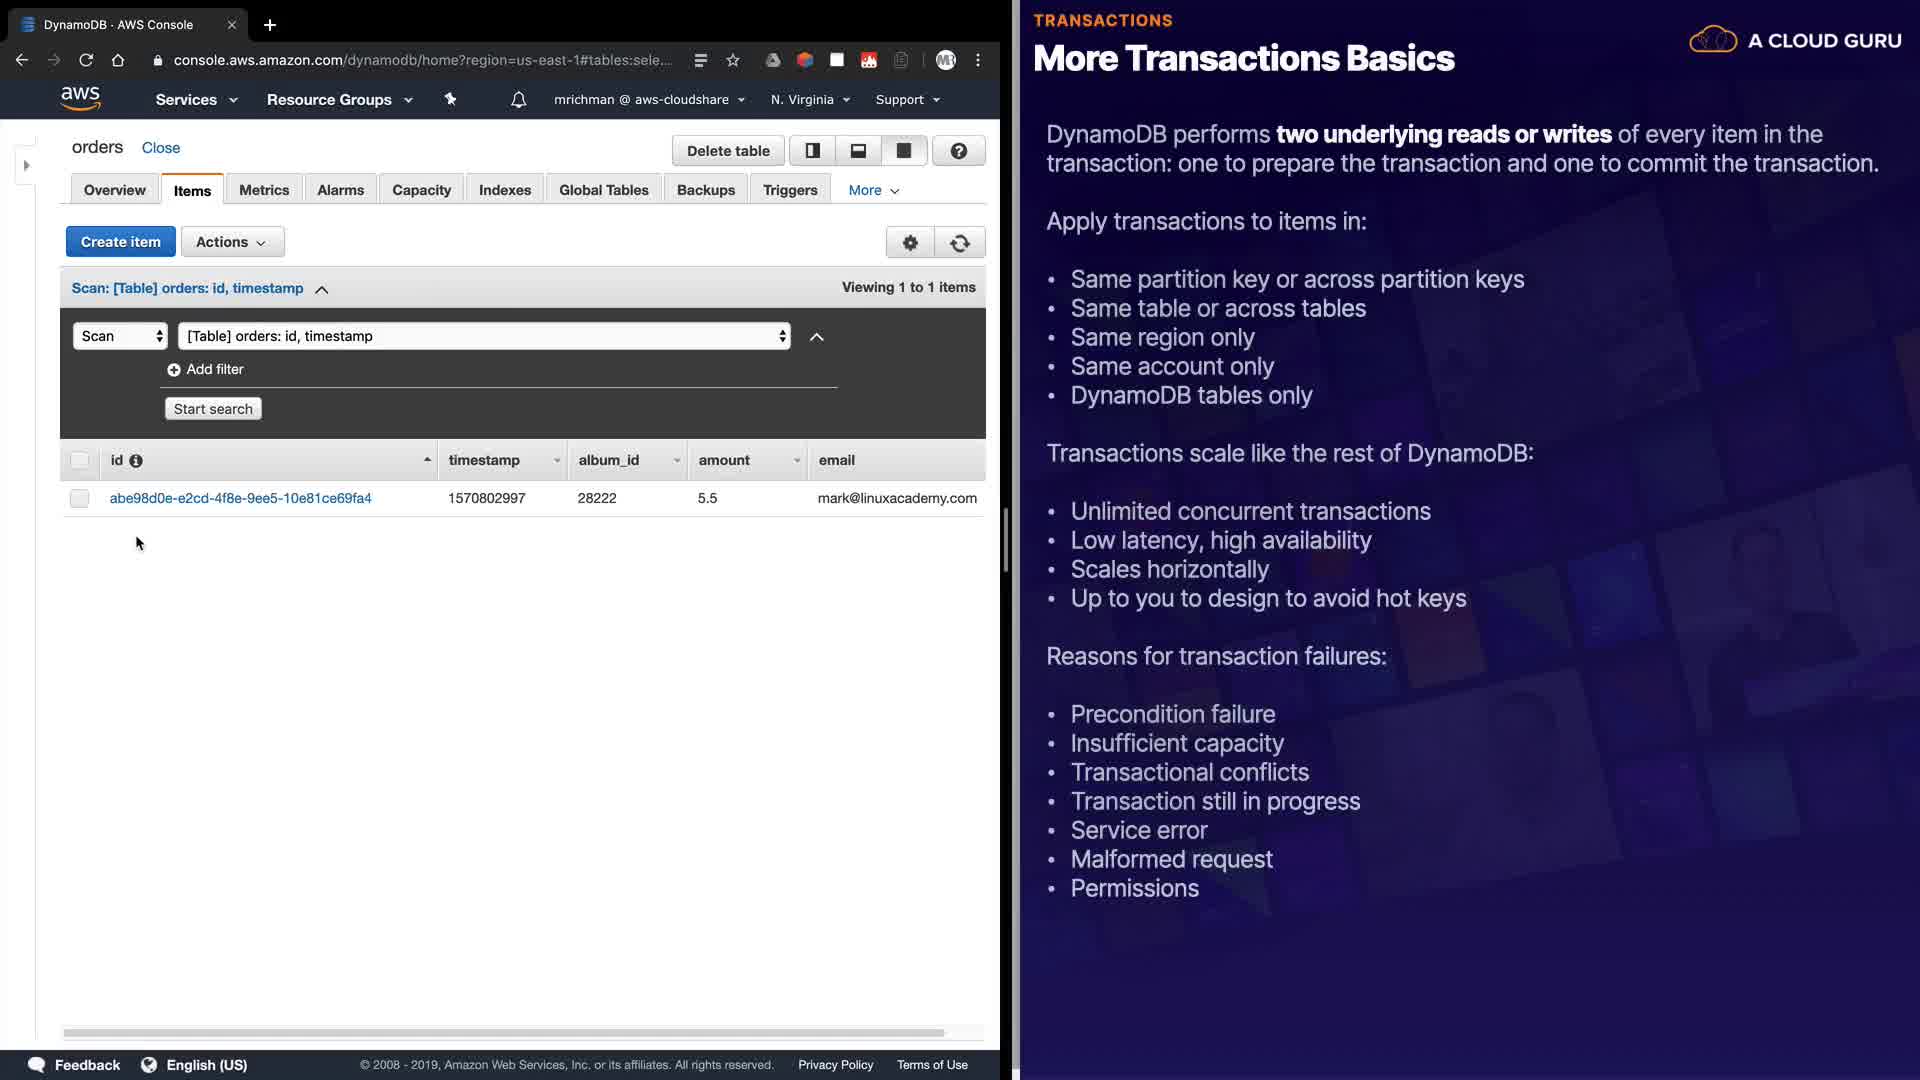 DynamoDB · AWS Console
console.aws.amazon.com/dynamodb/home?region=us-east-1#tables:sele...
aws
Services
Resource Groups
mrichman @ aws-cloudshare
N. Virginia
Support
orders
Close
Delete table
Overview
Items
Metrics
Alarms
Capacity
Indexes
Global Tables
Backups
Triggers
More
Create item
Actions
Scan: [Table] orders: id, timestamp
Viewing 1 to 1 items
Scan
[Table] orders: id, timestamp
Add filter
Start search
id
timestamp
album_id
amount
email
abe98d0e-e2cd-4f8e-9ee5-10e81ce69fa4
1570802997
28222
5.5
mark@linuxacademy.com
Feedback
English (US)
© 2008 - 2019, Amazon Web Services, Inc. or its affiliates. All rights reserved.
Privacy Policy
Terms of Use
TRANSACTIONS
More Transactions Basics
A CLOUD GURU
DynamoDB performs two underlying reads or writes of every item in the
transaction: one to prepare the transaction and one to commit the transaction.
Apply transactions to items in:
• Same partition key or across partition keys
• Same table or across tables
• Same region only
• Same account only
• DynamoDB tables only
Transactions scale like the rest of DynamoDB:
• Unlimited concurrent transactions
• Low latency, high availability
• Scales horizontally
• Up to you to design to avoid hot keys
Reasons for transaction failures:
• Precondition failure
• Insufficient capacity
• Transactional conflicts
• Transaction still in progress
• Service error
• Malformed request
• Permissions